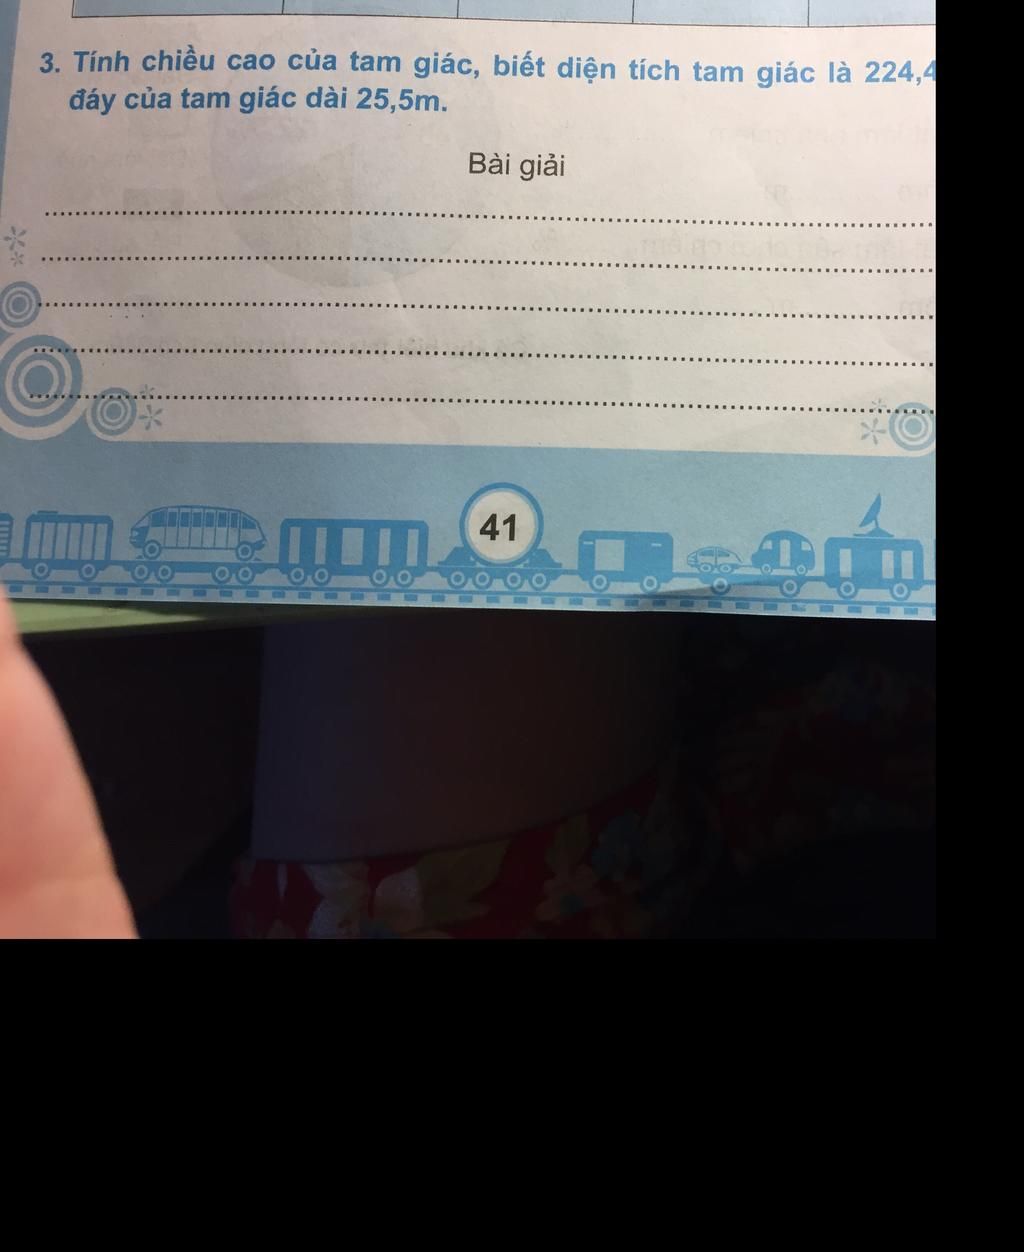 3. Tính chiều cao của tam giác, biết diện tích tam giác là 224,4
đáy của tam giác dài 25,5m.
Bài giải
41